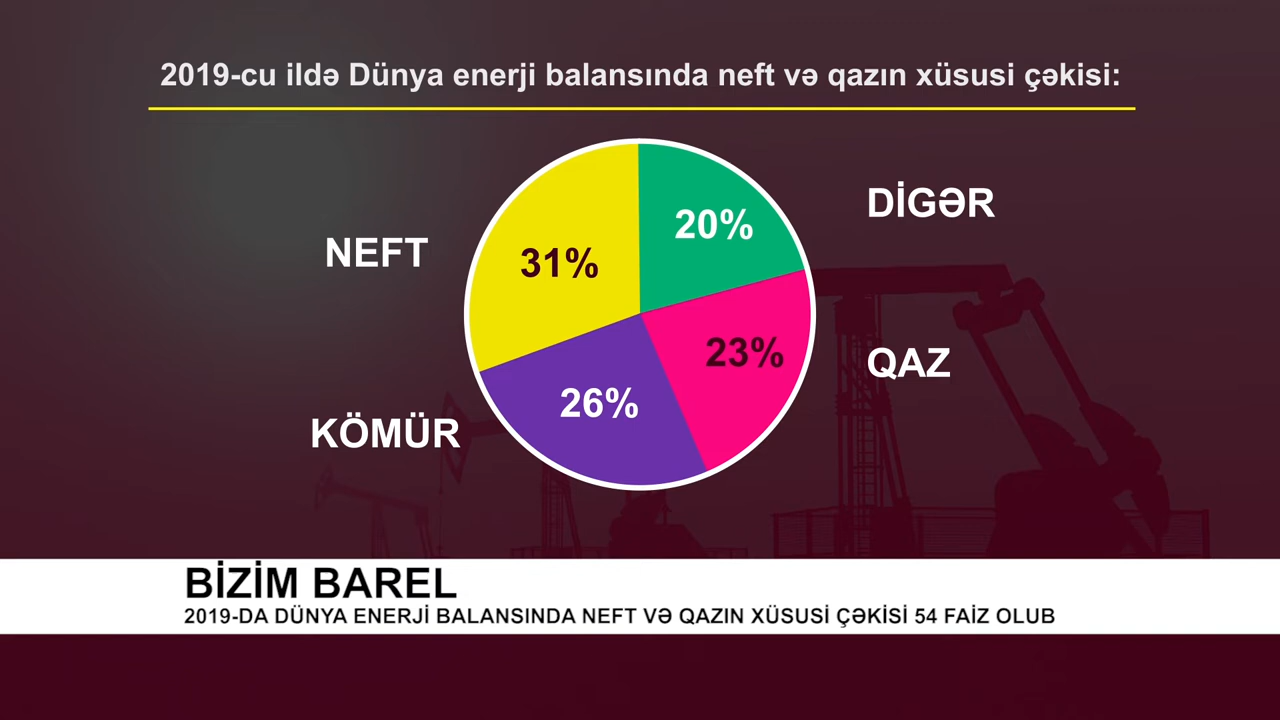 2019-cu ildə Dünya enerji balansında neft və qazın xüsusi çəkisi:
DİGƏR
20%
NEFT
31%
23%
QAZ
26%
KÖMÜR
BİZİM BAREL
2019-DA DÜNYA ENERJİ BALANSINDA NEFT VƏ QAZIN XÜSUSİ ÇƏKİSİ 54 FAİZ OLUB